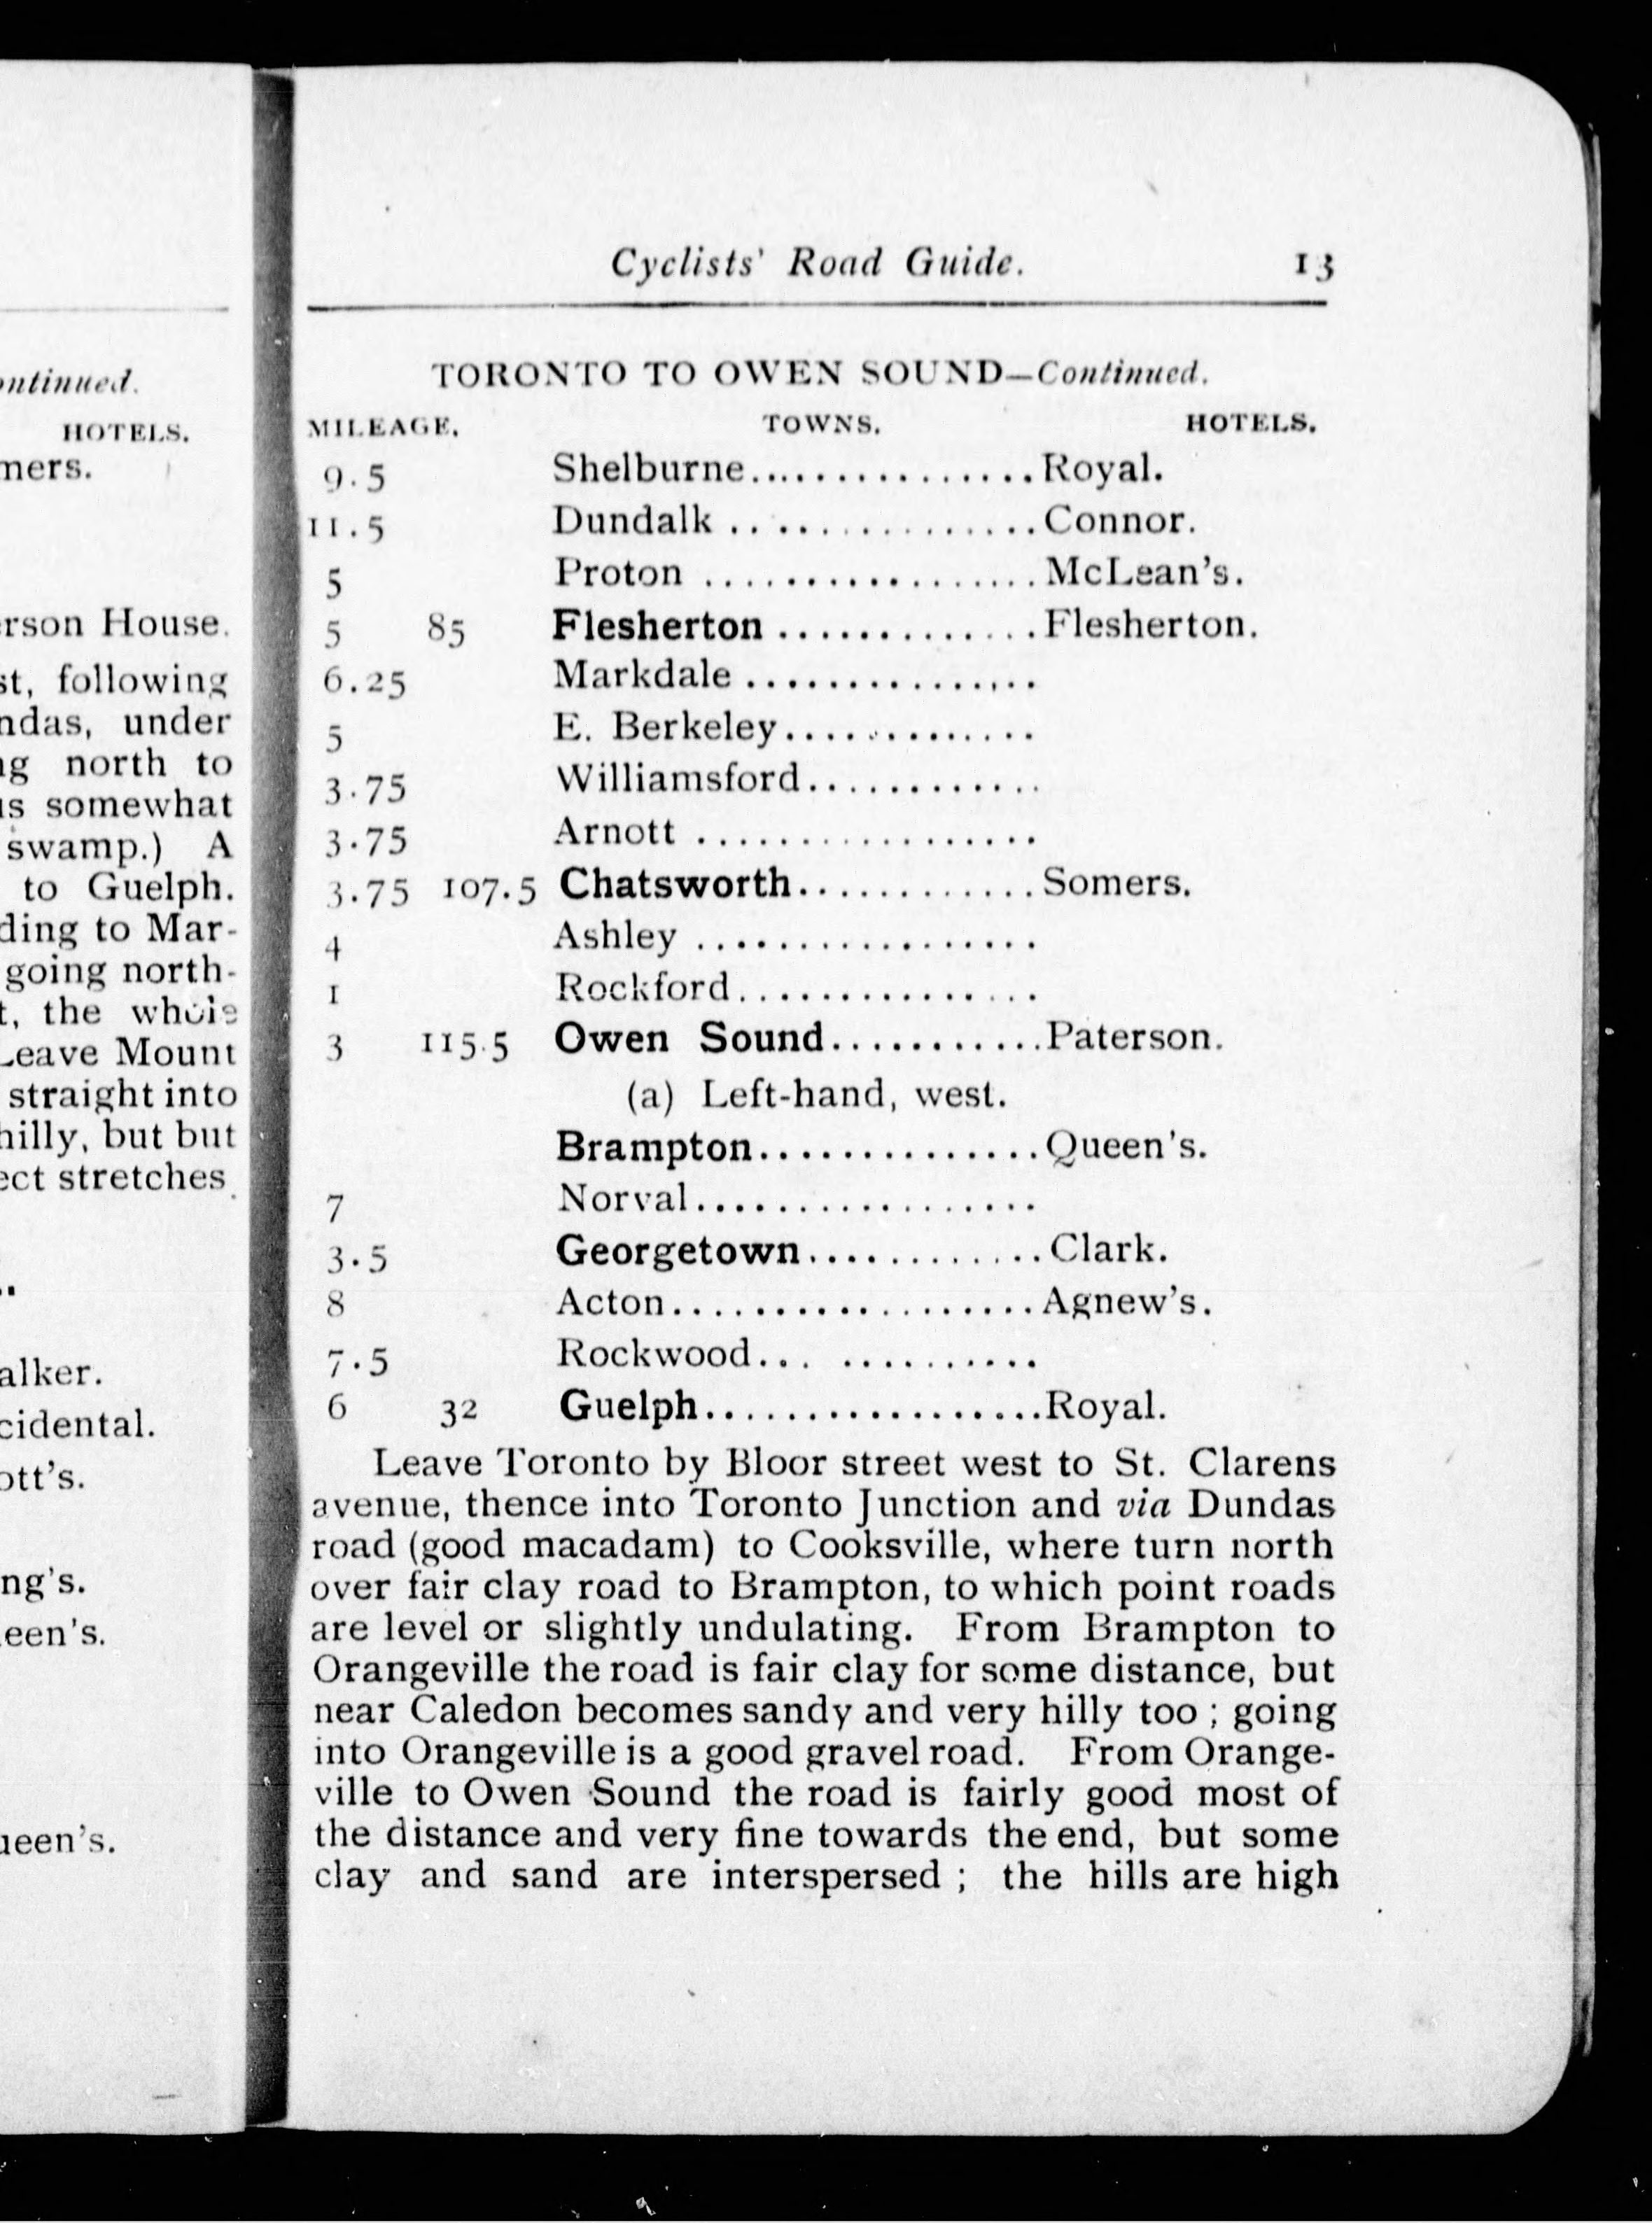 ontinued.
HOTELS.
mers.
erson House.
st, following
ndas, under
ng north to
is somewhat
swamp.) A
to Guelph.
ding to Mar-
going north-
t, the whole
Leave Mount
straight into
hilly, but but
ect stretches
alker.
cidental.
ott's.
ng's.
een's.
ueen's.
Cyclists' Road Guide. 13
TORONTO TO OWEN SOUND—Continued.
MILEAGE. TOWNS. HOTELS.
9.5 Shelburne..............Royal.
11.5 Dundalk ...............Connor.
5 Proton .................McLean's.
5 85 Flesherton .............Flesherton.
6.25 Markdale ...............
5 E. Berkeley.............
3.75 Williamsford............
3.75 Arnott .................
3.75 107.5 Chatsworth............Somers.
4 Ashley .................
1 Rockford...............
3 115.5 Owen Sound...........Paterson.
(a) Left-hand, west.
Brampton..............Queen's.
7 Norval.................
3.5 Georgetown............Clark.
8 Acton..................Agnew's.
7.5 Rockwood... ..........
6 32 Guelph.................Royal.
Leave Toronto by Bloor street west to St. Clarens
avenue, thence into Toronto Junction and via Dundas
road (good macadam) to Cooksville, where turn north
over fair clay road to Brampton, to which point roads
are level or slightly undulating. From Brampton to
Orangeville the road is fair clay for some distance, but
near Caledon becomes sandy and very hilly too ; going
into Orangeville is a good gravel road. From Orange-
ville to Owen Sound the road is fairly good most of
the distance and very fine towards the end, but some
clay and sand are interspersed ; the hills are high